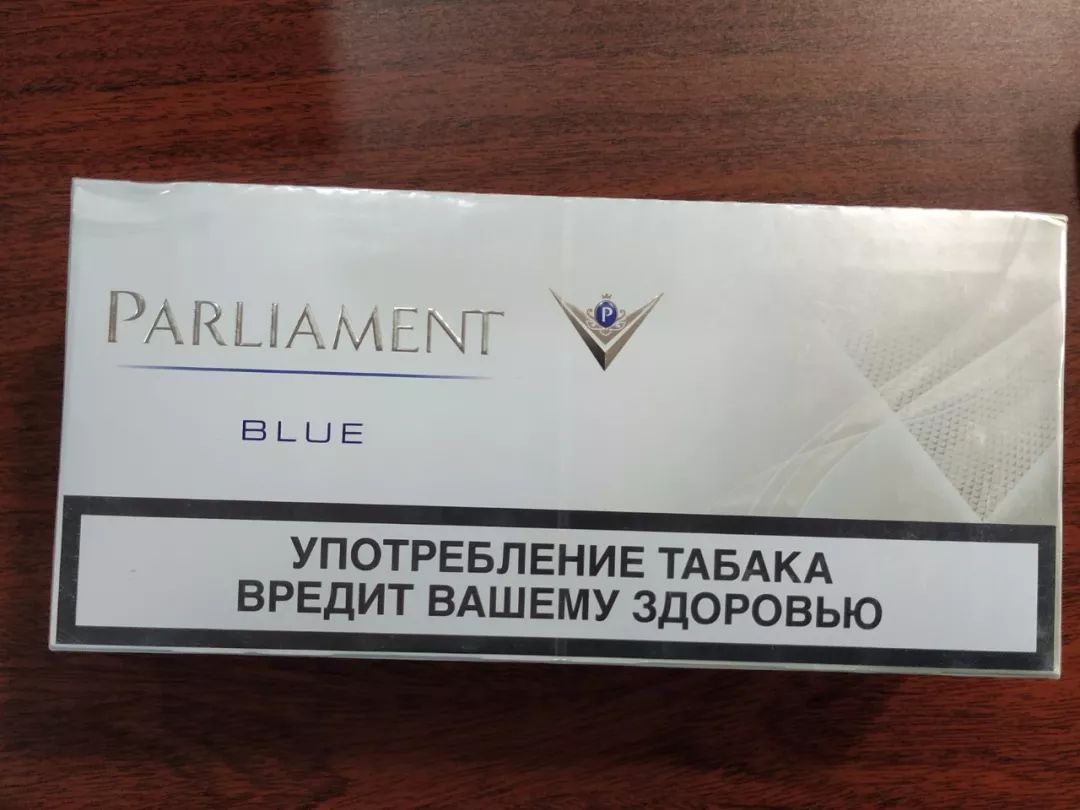 PARLIAMENT
P
BLUE
УПОТРЕБЛЕНИЕ ТАБАКА
ВРЕДИТ ВАШЕМУ ЗДОРОВЬЮ